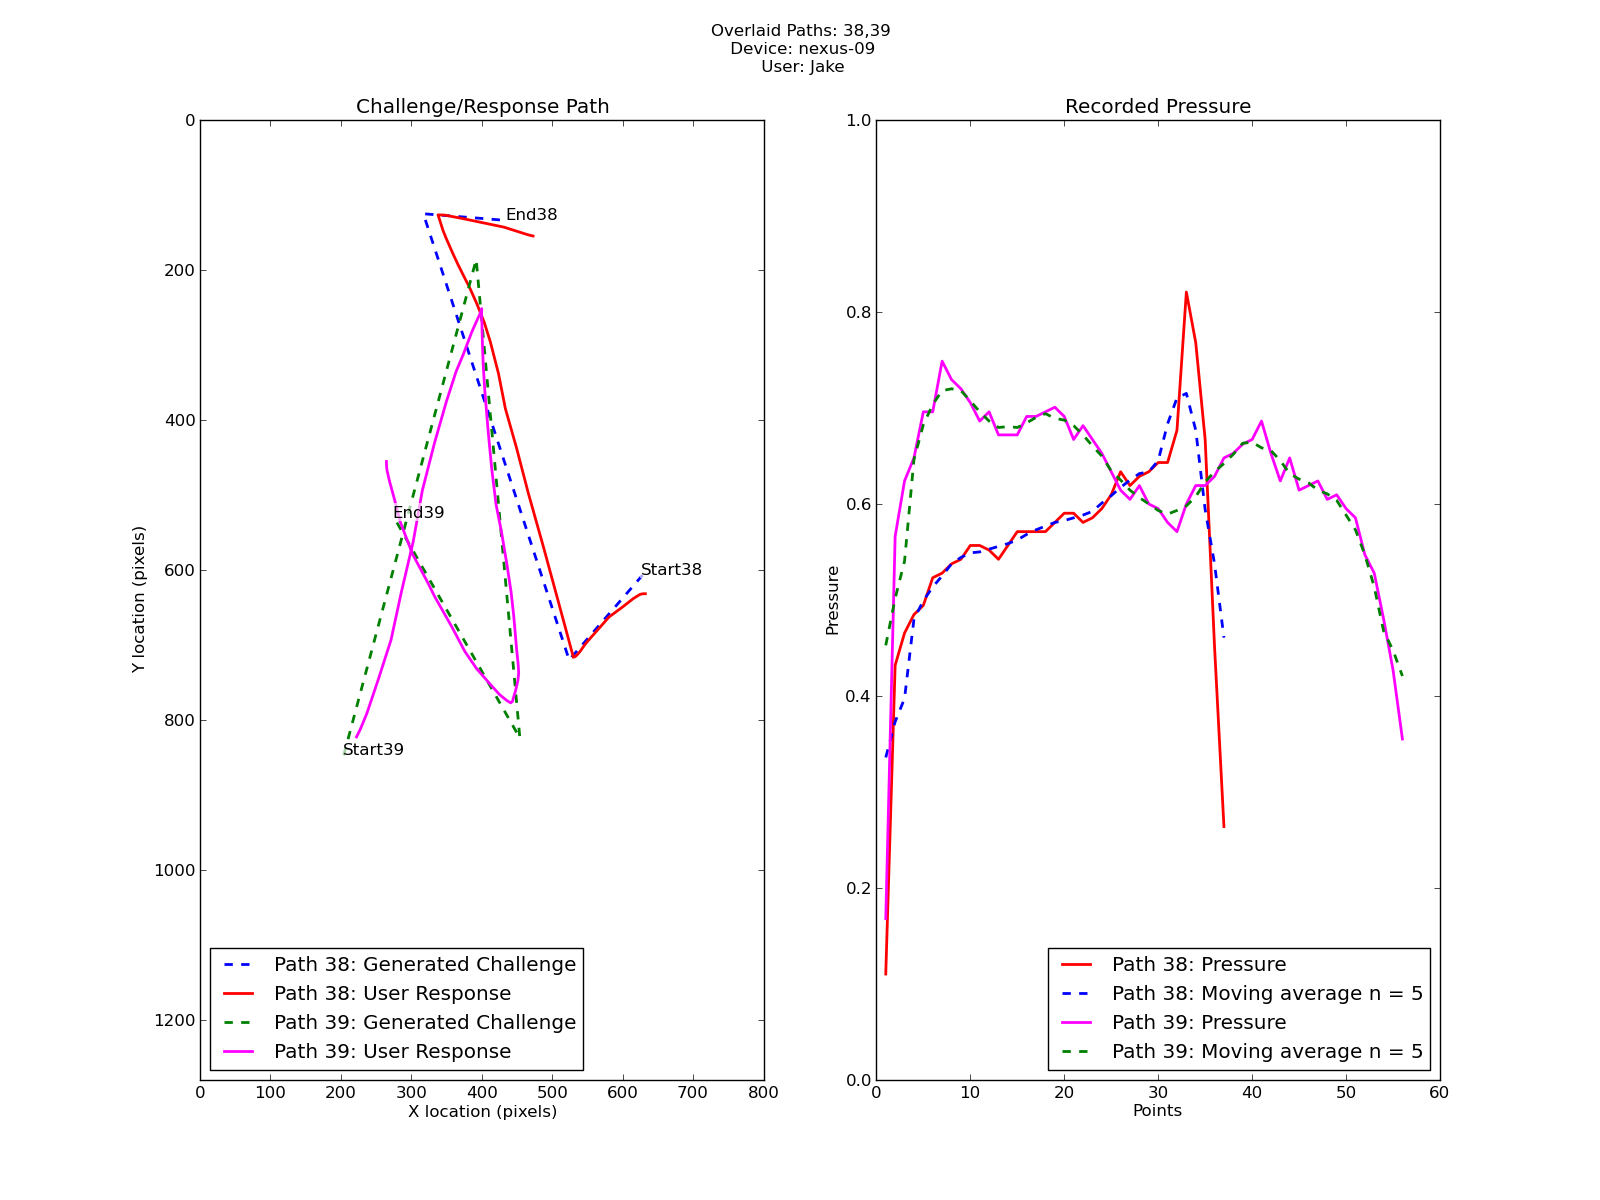 Overlaid Paths: 38,39
Device: nexus-09
User: Jake
Challenge/Response Path
0
200
400
600
800
1000
1200
Y location (pixels)
End38
Start38
End39
Start39
Path 38: Generated Challenge
Path 38: User Response
Path 39: Generated Challenge
Path 39: User Response
0 100 200 300 400 500 600 700 800
X location (pixels)
Recorded Pressure
1.0
0.8
0.6
0.4
0.2
0.0
Pressure
Path 38: Pressure
Path 38: Moving average n = 5
Path 39: Pressure
Path 39: Moving average n = 5
0 10 20 30 40 50 60
Points